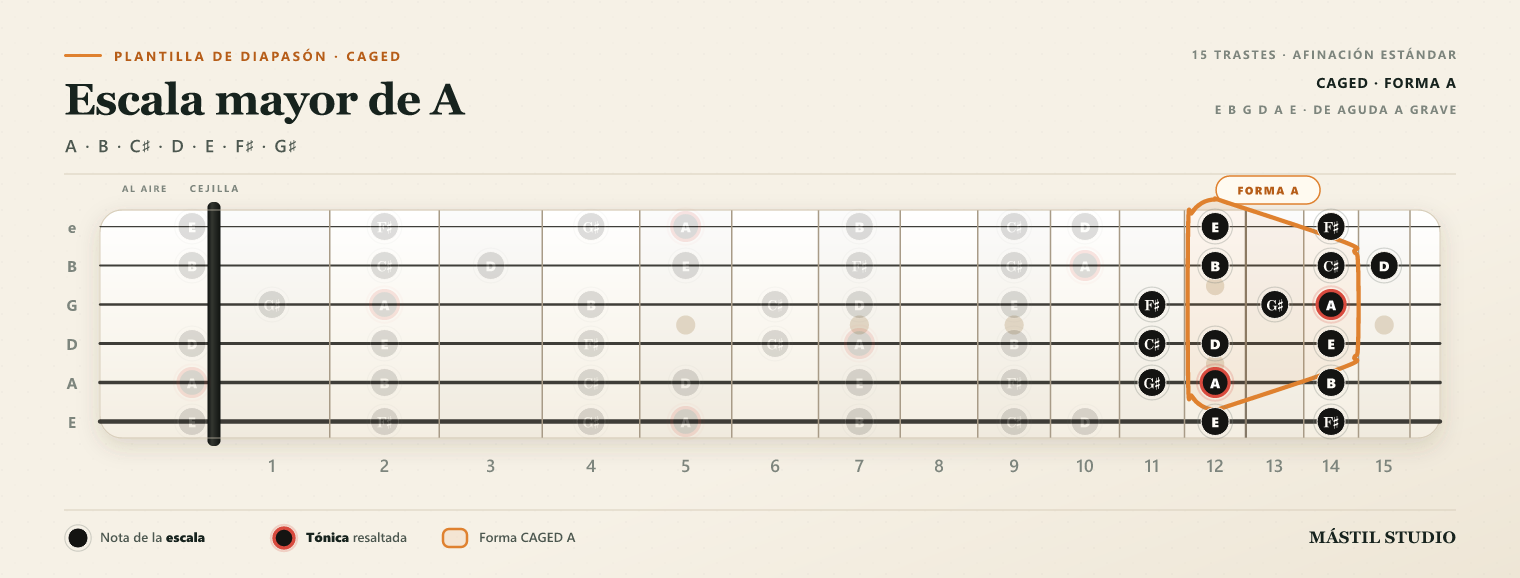 PLANTILLA DE DIAPASÓN · CAGED
Escala mayor de A
A · B · C♯ · D · E · F♯ · G♯
15 TRASTES · AFINACIÓN ESTÁNDAR
CAGED · FORMA A
E B G D A E · DE AGUDA A GRAVE
AL AIRE CEJILLA
FORMA A
e E F♯ G♯ A B C♯ D E F♯
B B C♯ D E F♯ G♯ A B C♯ D
G G♯ A B C♯ D E F♯ G♯ A
D D E F♯ G♯ A B C♯ D E
A A B C♯ D E F♯ G♯ A B
E E F♯ G♯ A B C♯ D E F♯
1 2 3 4 5 6 7 8 9 10 11 12 13 14 15
Nota de la escala
Tónica resaltada
Forma CAGED A
MÁSTIL STUDIO